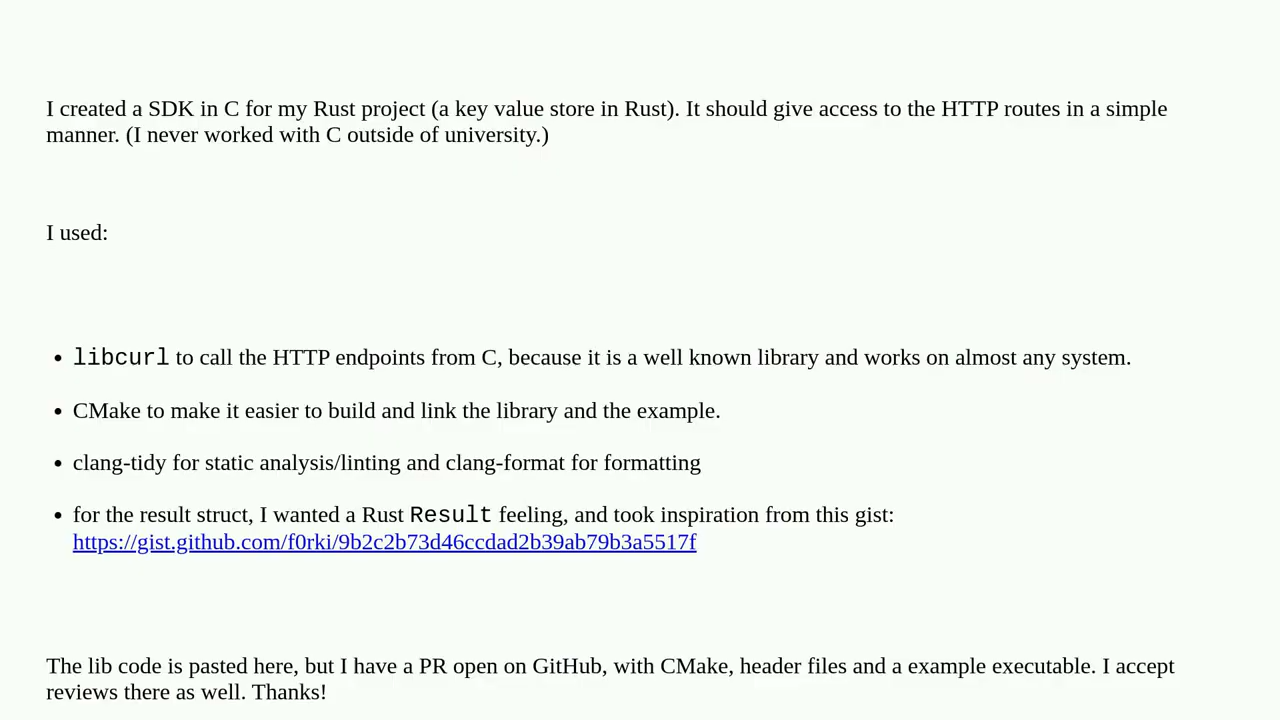 I created a SDK in C for my Rust project (a key value store in Rust). It should give access to the HTTP routes in a simple
manner. (I never worked with C outside of university.)
I used:
• libcurl to call the HTTP endpoints from C, because it is a well known library and works on almost any system.
• CMake to make it easier to build and link the library and the example.
• clang-tidy for static analysis/linting and clang-format for formatting
• for the result struct, I wanted a Rust Result feeling, and took inspiration from this gist:
https://gist.github.com/f0rki/9b2c2b73d46ccdad2b39ab79b3a5517f
The lib code is pasted here, but I have a PR open on GitHub, with CMake, header files and a example executable. I accept
reviews there as well. Thanks!